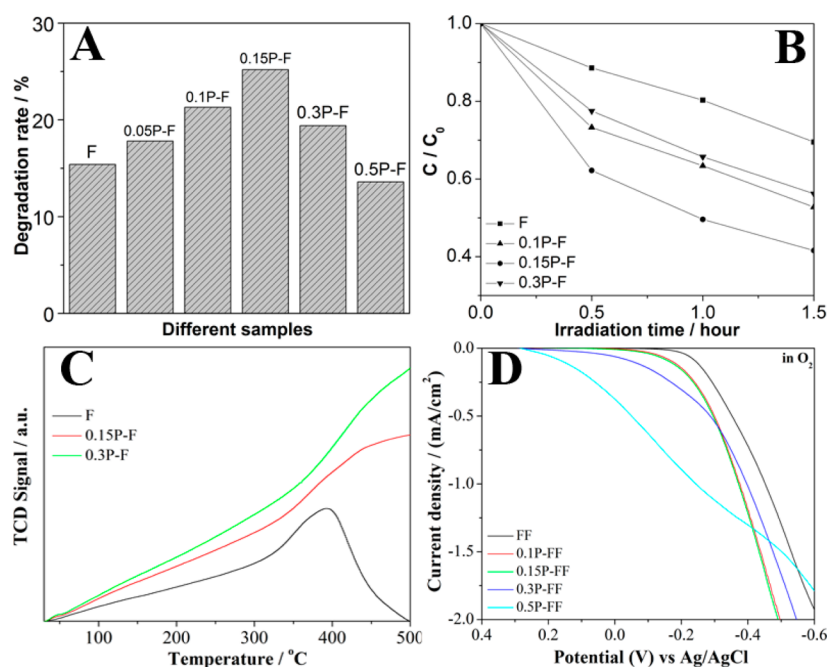 A
Degradation rate / %
30
20
10
0
F
0.05P-F
0.1P-F
0.15P-F
0.3P-F
0.5P-F
Different samples
B
C / C0
1.0
0.8
0.6
0.4
F
0.1P-F
0.15P-F
0.3P-F
0.0 0.5 1.0 1.5
Irradiation time / hour
C
TCD Signal / a.u.
F
0.15P-F
0.3P-F
100 200 300 400 500
Temperature / °C
D
in O2
Current density / (mA/cm2)
0.0
-0.5
-1.0
-1.5
-2.0
FF
0.1P-FF
0.15P-FF
0.3P-FF
0.5P-FF
0.4 0.2 0.0 -0.2 -0.4 -0.6
Potential (V) vs Ag/AgCl